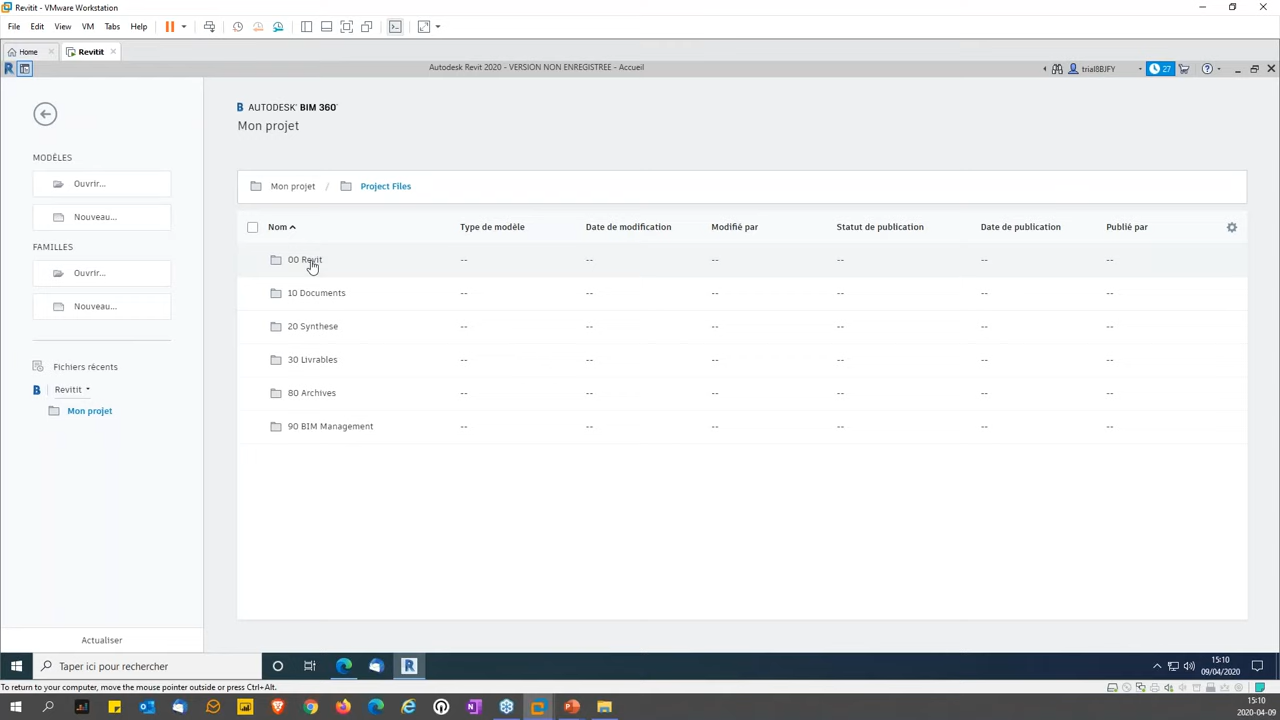 Revitit - VMware Workstation
File Edit View VM Tabs Help
Home Revitit
Autodesk Revit 2020 - VERSION NON ENREGISTREE - Accueil trial8BJFY 27
AUTODESK® BIM 360™
Mon projet
MODÈLES
Ouvrir...
Nouveau...
FAMILLES
Ouvrir...
Nouveau...
Fichiers récents
Revitit
Mon projet
Actualiser
Mon projet / Project Files
Nom Type de modèle Date de modification Modifié par Statut de publication Date de publication Publié par
00 Revit -- -- -- -- -- --
10 Documents -- -- -- -- -- --
20 Synthese -- -- -- -- -- --
30 Livrables -- -- -- -- -- --
80 Archives -- -- -- -- -- --
90 BIM Management -- -- -- -- -- --
Taper ici pour rechercher
15:10
09/04/2020
To return to your computer, move the mouse pointer outside or press Ctrl+Alt.
15:10
2020-04-09